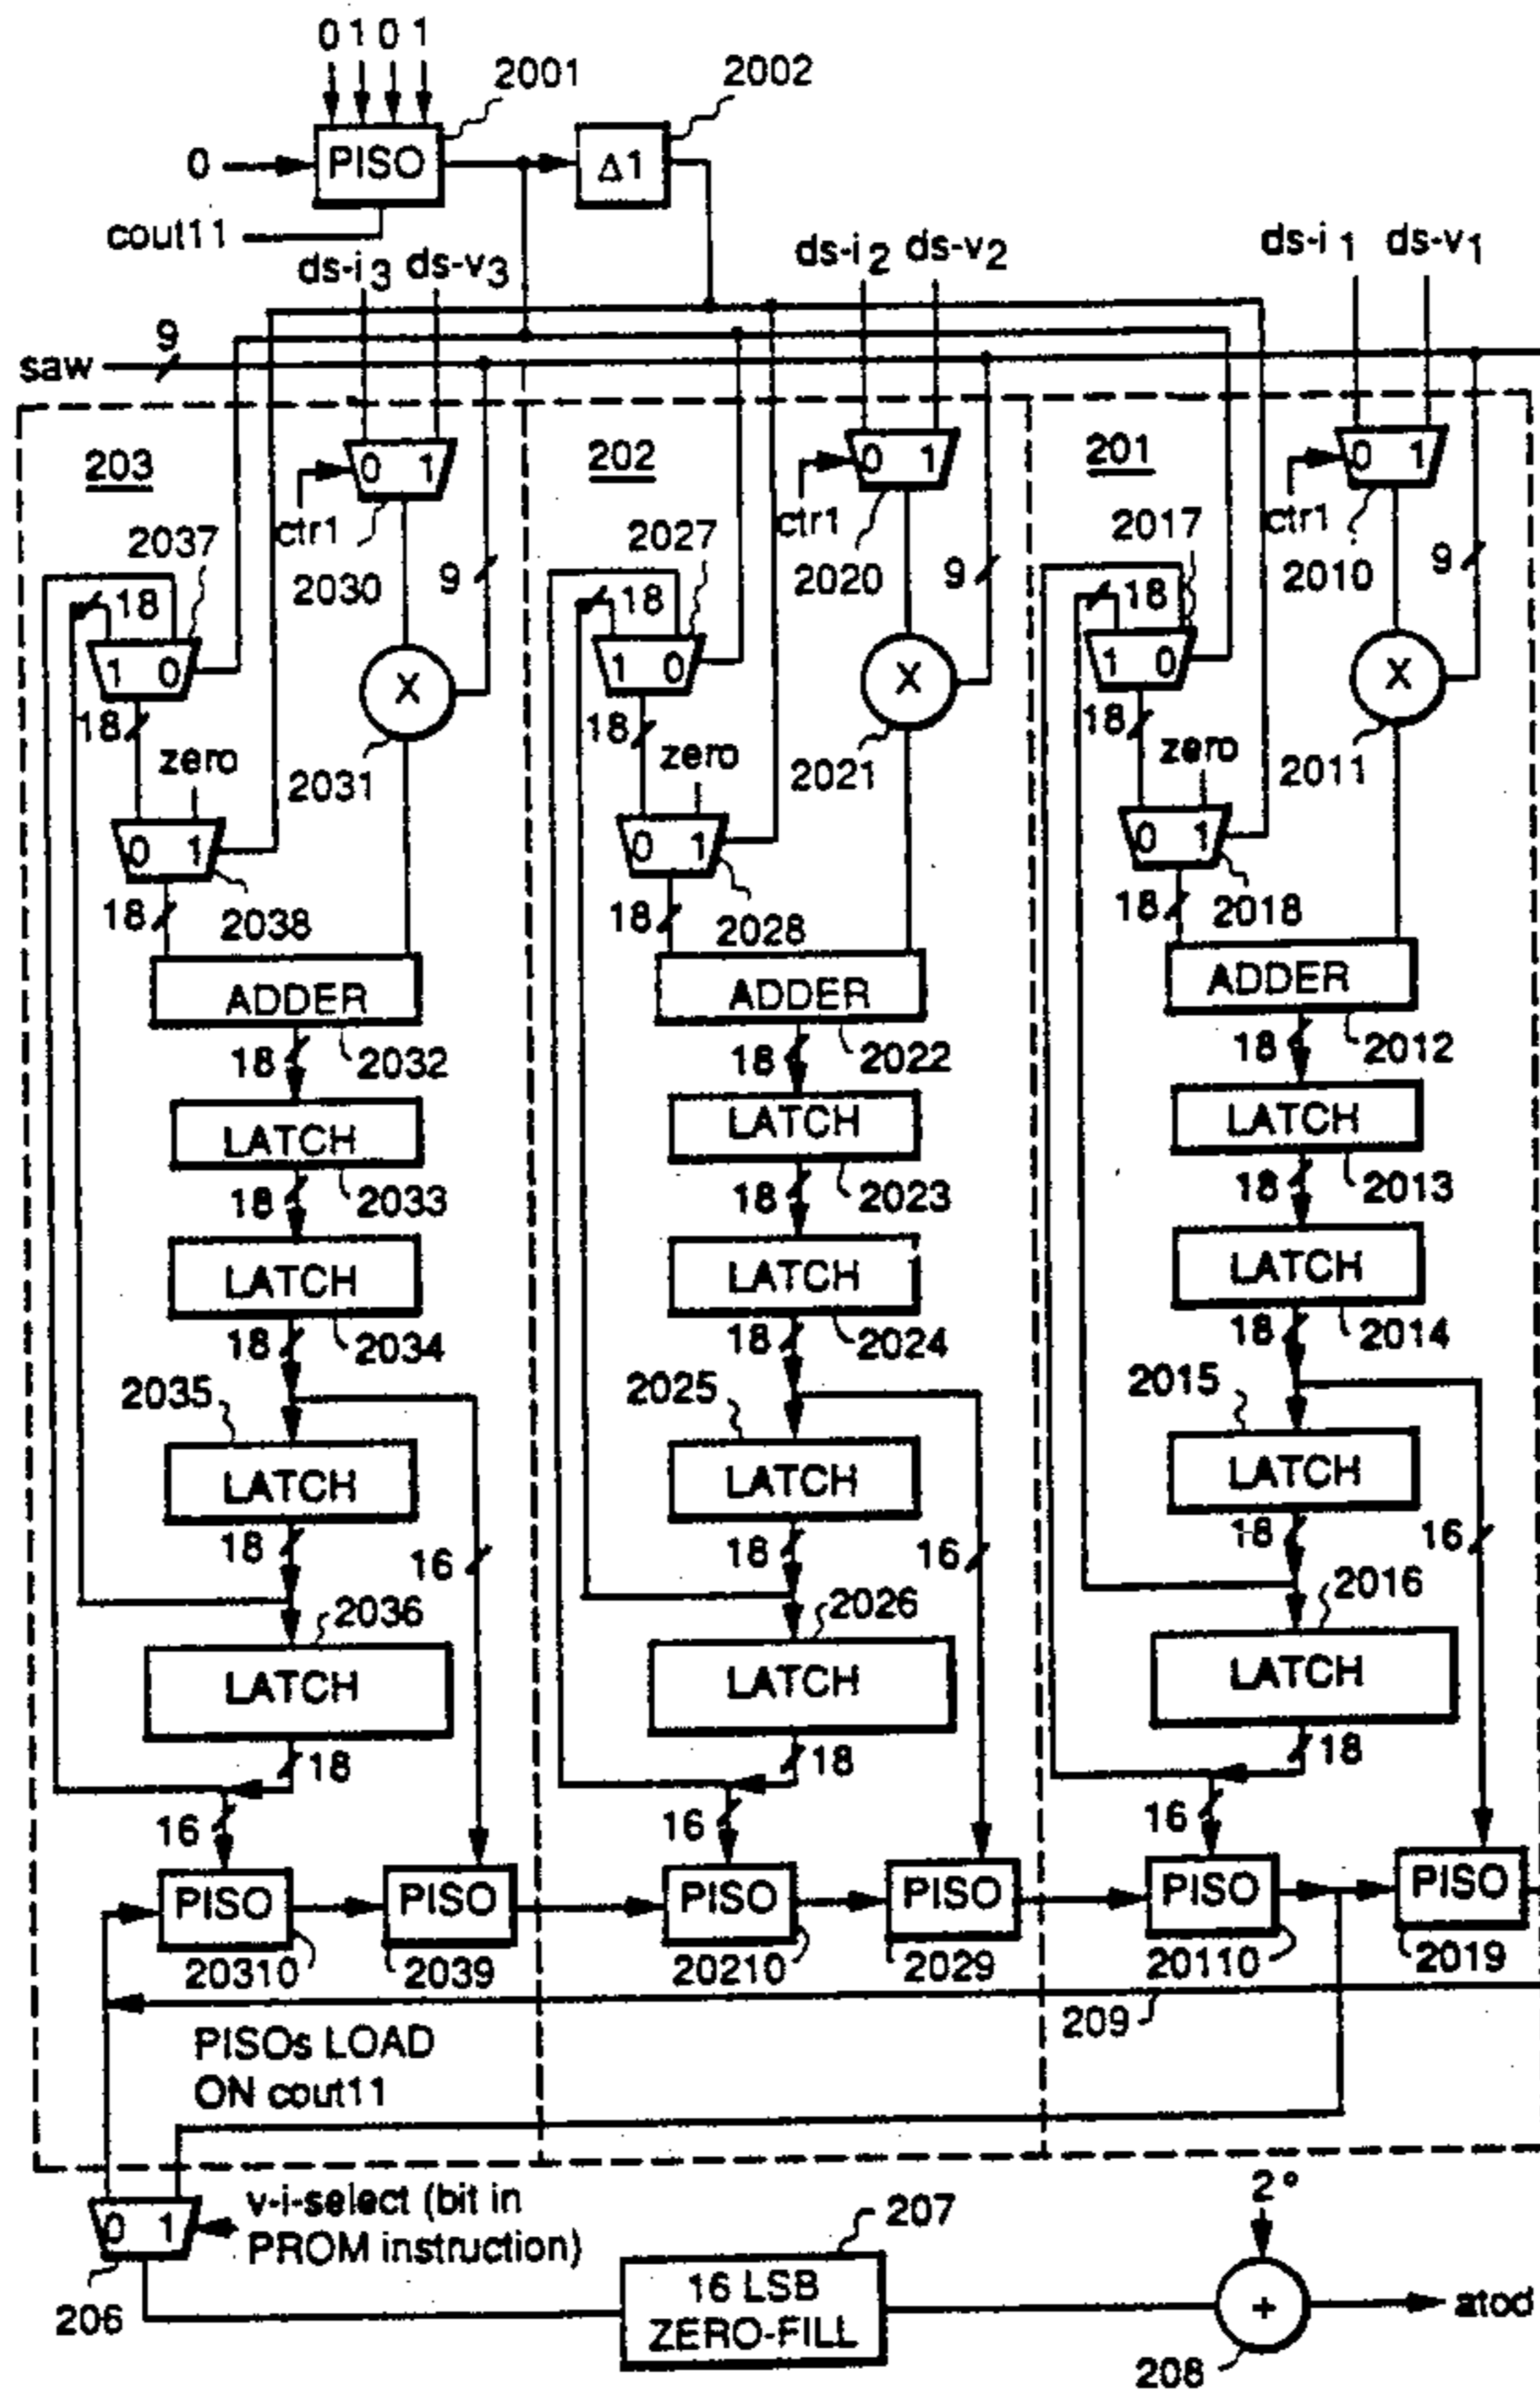 0 1 0 1
2001
2002
0
PISO
Δ1
cout11
ds-i3 ds-v3
ds-i2 ds-v2
ds-i1 ds-v1
saw
9
203
202
201
0 1
0 1
0 1
ctr1
ctr1
ctr1
2037
2030
9
2027
2020
9
2017
2010
9
18
18
18
1 0
1 0
1 0
X
X
X
18
18
18
zero
zero
zero
2031
2021
2011
0 1
0 1
0 1
18
2038
18
2028
18
2018
ADDER
ADDER
ADDER
18
2032
18
2022
18
2012
LATCH
LATCH
LATCH
18
2033
18
2023
18
2013
LATCH
LATCH
LATCH
18
2034
18
2024
18
2014
2035
2025
2015
LATCH
LATCH
LATCH
18
16
18
16
18
16
2036
2026
2016
LATCH
LATCH
LATCH
18
18
18
16
16
16
PISO
PISO
PISO
PISO
PISO
PISO
20310
2039
20210
2029
20110
2019
209
PISOs LOAD
ON cout11
0 1
v-i-select (bit in
PROM instruction)
206
207
16 LSB
ZERO-FILL
2°
+
atod
208